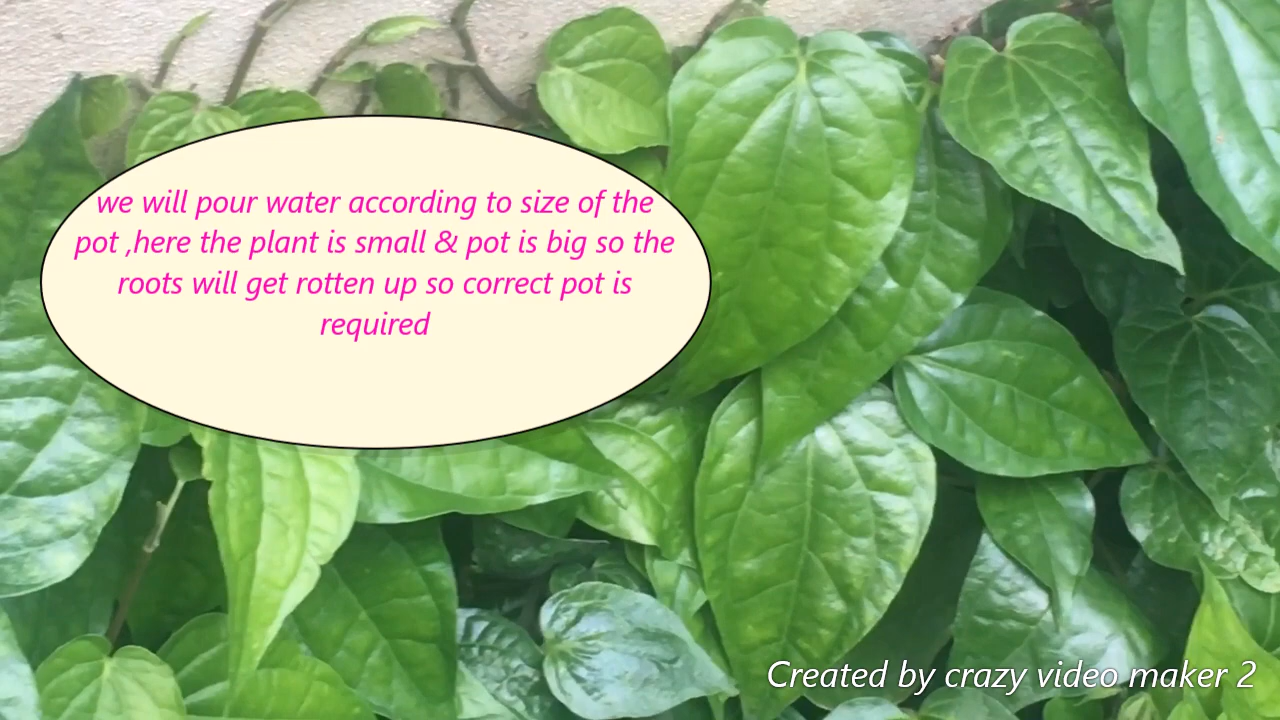 we will pour water according to size of the
pot ,here the plant is small & pot is big so the
roots will get rotten up so correct pot is
required
Created by crazy video maker 2